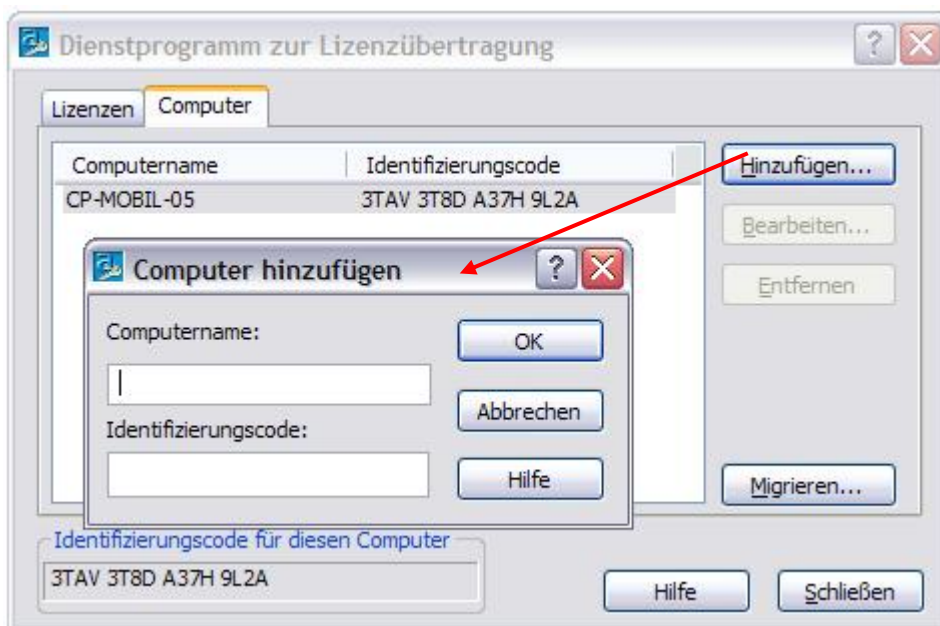 Dienstprogramm zur Lizenzübertragung
Lizenzen Computer
Computername Identifizierungscode
CP-MOBIL-05 3TAV 3T8D A37H 9L2A
Hinzufügen...
Bearbeiten...
Entfernen
Computer hinzufügen
Computername:
OK
Abbrechen
Identifizierungscode:
Hilfe
Migrieren...
Identifizierungscode für diesen Computer
3TAV 3T8D A37H 9L2A
Hilfe
Schließen